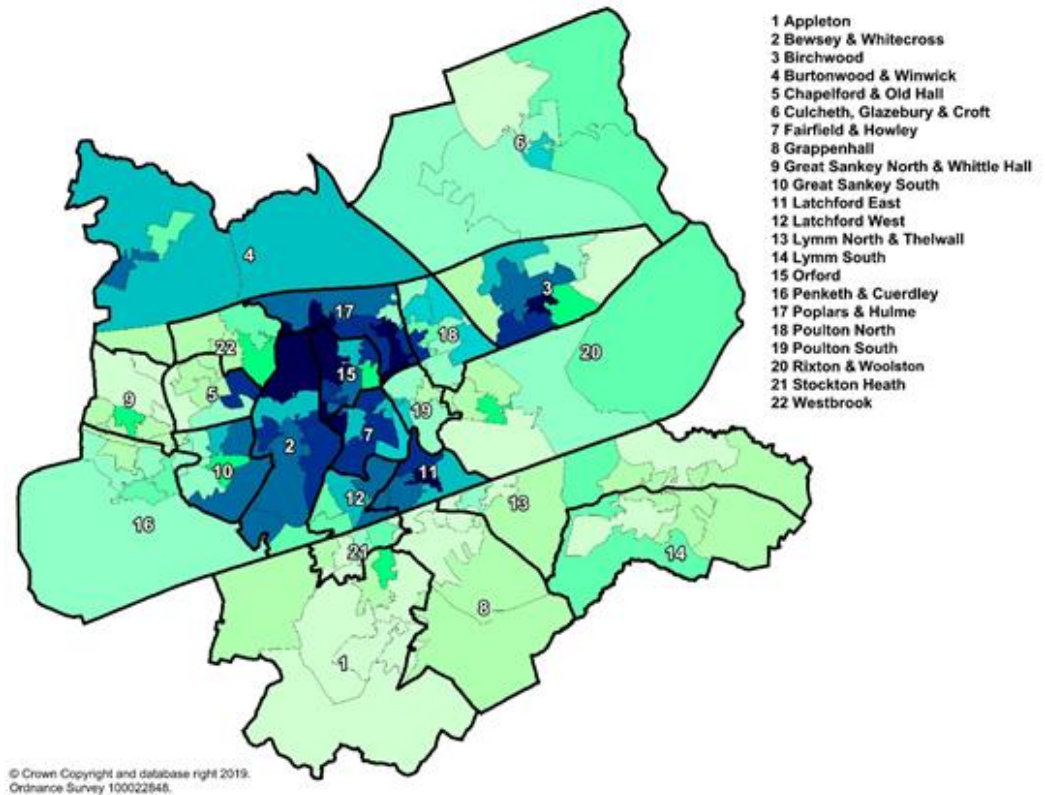 1 Appleton
2 Bewsey & Whitecross
3 Birchwood
4 Burtonwood & Winwick
5 Chapelford & Old Hall
6 Culcheth, Glazebury & Croft
7 Fairfield & Howley
8 Grappenhall
9 Great Sankey North & Whittle Hall
10 Great Sankey South
11 Latchford East
12 Latchford West
13 Lymm North & Thelwall
14 Lymm South
15 Orford
16 Penketh & Cuerdley
17 Poplars & Hulme
18 Poulton North
19 Poulton South
20 Rixton & Woolston
21 Stockton Heath
22 Westbrook
6
4
3
17
18
22
20
15
5
9
19
2
7
10
11
12
13
16
21
14
8
1
© Crown Copyright and database right 2019.
Ordnance Survey 100022848.